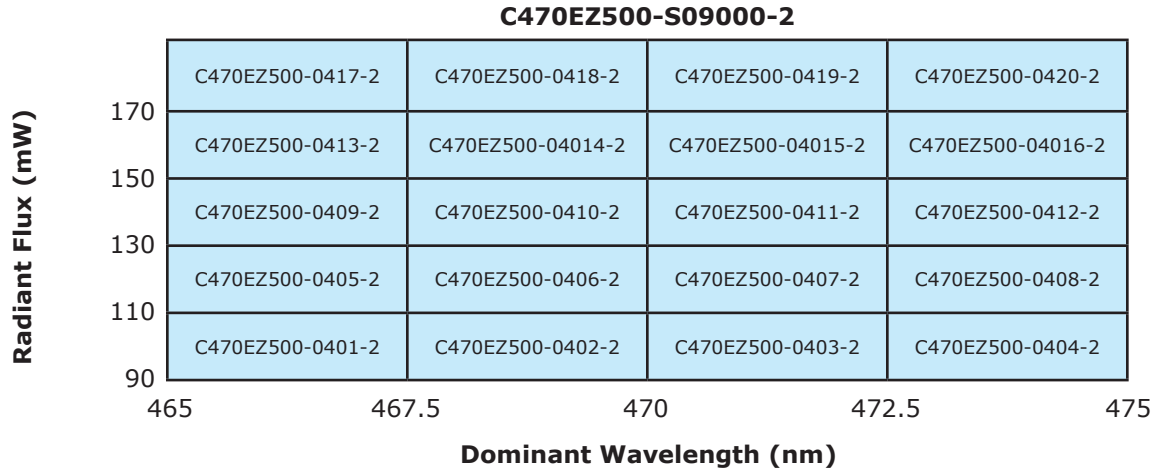 C470EZ500-S09000-2
C470EZ500-0417-2 C470EZ500-0418-2 C470EZ500-0419-2 C470EZ500-0420-2
170
C470EZ500-0413-2 C470EZ500-04014-2 C470EZ500-04015-2 C470EZ500-04016-2
150
C470EZ500-0409-2 C470EZ500-0410-2 C470EZ500-0411-2 C470EZ500-0412-2
130
C470EZ500-0405-2 C470EZ500-0406-2 C470EZ500-0407-2 C470EZ500-0408-2
110
C470EZ500-0401-2 C470EZ500-0402-2 C470EZ500-0403-2 C470EZ500-0404-2
90
465 467.5 470 472.5 475
Dominant Wavelength (nm)
Radiant Flux (mW)